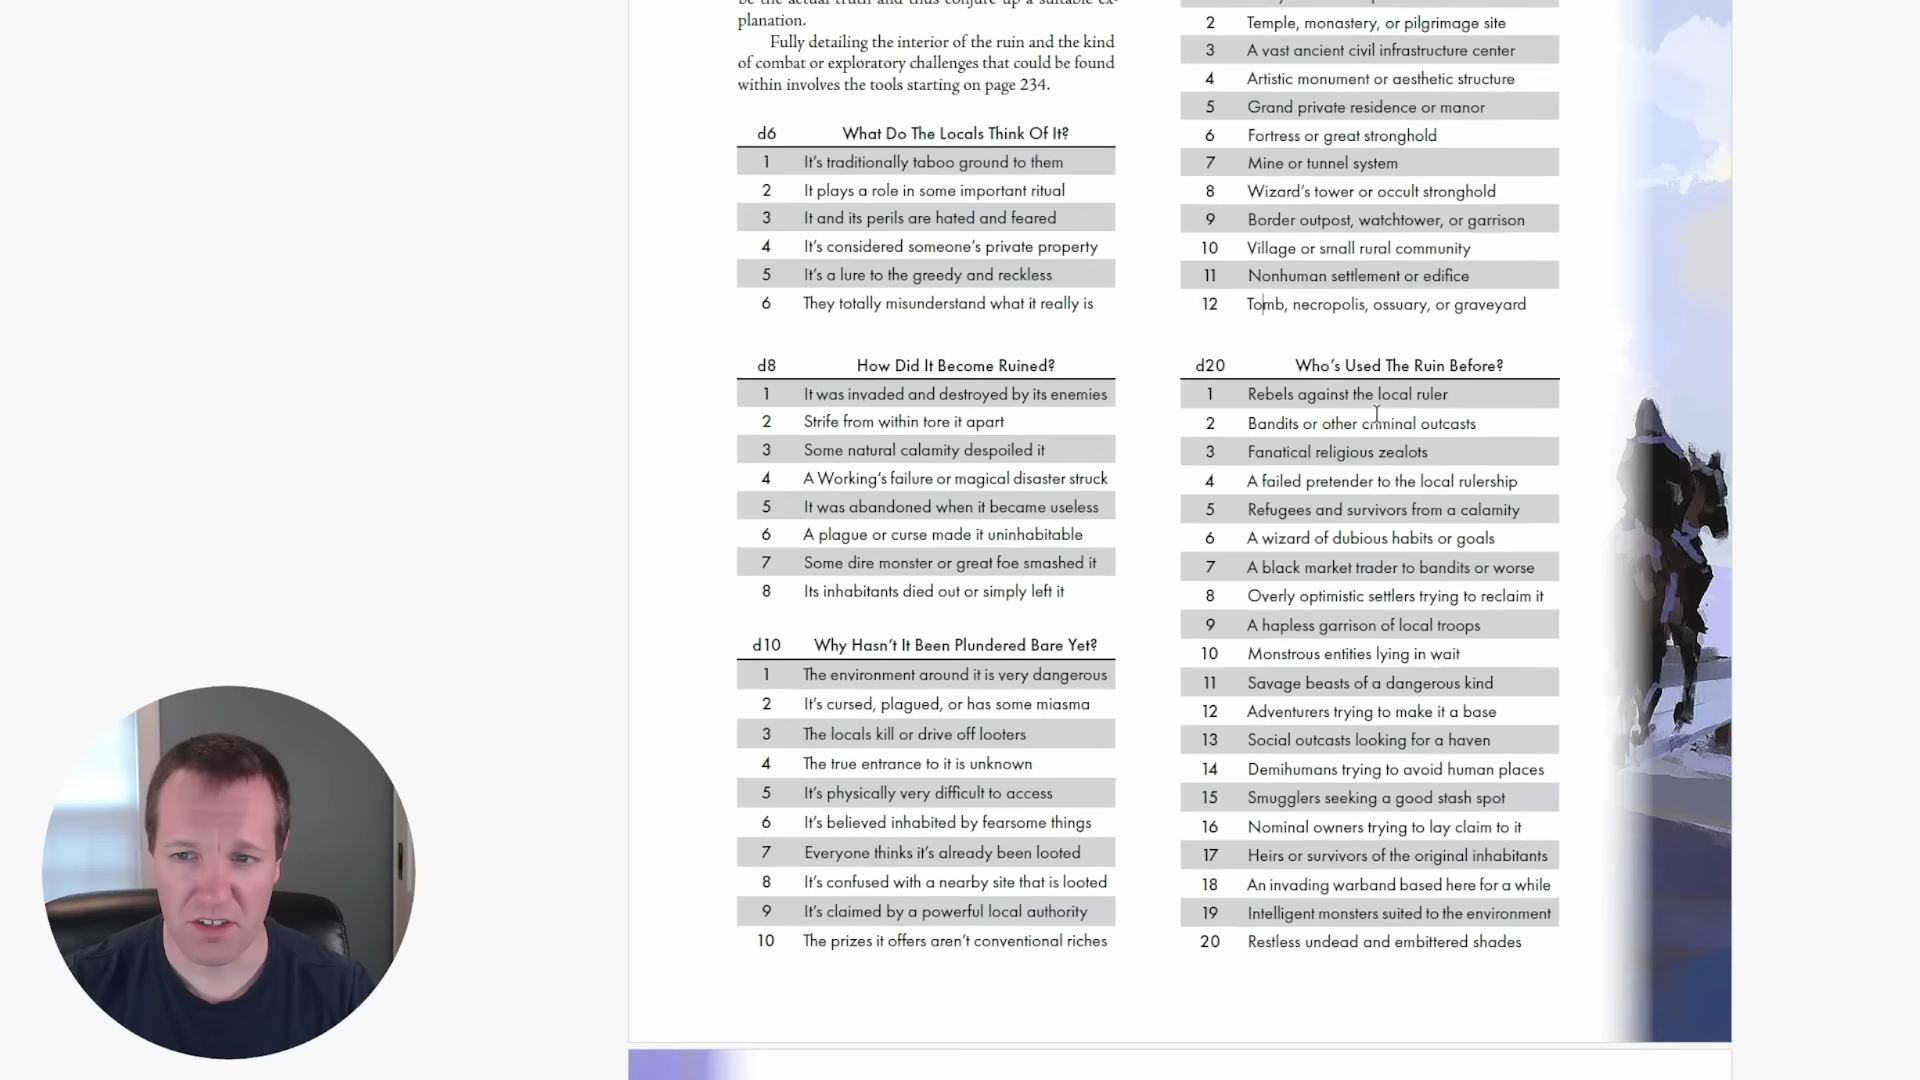 be the actual truth and thus conjure up a suitable ex-
planation.
Fully detailing the interior of the ruin and the kind
of combat or exploratory challenges that could be found
within involves the tools starting on page 234.
d6 What Do The Locals Think Of It?
1 It's traditionally taboo ground to them
2 It plays a role in some important ritual
3 It and its perils are hated and feared
4 It's considered someone's private property
5 It's a lure to the greedy and reckless
6 They totally misunderstand what it really is
d8 How Did It Become Ruined?
1 It was invaded and destroyed by its enemies
2 Strife from within tore it apart
3 Some natural calamity despoiled it
4 A Working's failure or magical disaster struck
5 It was abandoned when it became useless
6 A plague or curse made it uninhabitable
7 Some dire monster or great foe smashed it
8 Its inhabitants died out or simply left it
d10 Why Hasn't It Been Plundered Bare Yet?
1 The environment around it is very dangerous
2 It's cursed, plagued, or has some miasma
3 The locals kill or drive off looters
4 The true entrance to it is unknown
5 It's physically very difficult to access
6 It's believed inhabited by fearsome things
7 Everyone thinks it's already been looted
8 It's confused with a nearby site that is looted
9 It's claimed by a powerful local authority
10 The prizes it offers aren't conventional riches
2 Temple, monastery, or pilgrimage site
3 A vast ancient civil infrastructure center
4 Artistic monument or aesthetic structure
5 Grand private residence or manor
6 Fortress or great stronghold
7 Mine or tunnel system
8 Wizard's tower or occult stronghold
9 Border outpost, watchtower, or garrison
10 Village or small rural community
11 Nonhuman settlement or edifice
12 Tomb, necropolis, ossuary, or graveyard
d20 Who's Used The Ruin Before?
1 Rebels against the local ruler
2 Bandits or other criminal outcasts
3 Fanatical religious zealots
4 A failed pretender to the local rulership
5 Refugees and survivors from a calamity
6 A wizard of dubious habits or goals
7 A black market trader to bandits or worse
8 Overly optimistic settlers trying to reclaim it
9 A hapless garrison of local troops
10 Monstrous entities lying in wait
11 Savage beasts of a dangerous kind
12 Adventurers trying to make it a base
13 Social outcasts looking for a haven
14 Demihumans trying to avoid human places
15 Smugglers seeking a good stash spot
16 Nominal owners trying to lay claim to it
17 Heirs or survivors of the original inhabitants
18 An invading warband based here for a while
19 Intelligent monsters suited to the environment
20 Restless undead and embittered shades